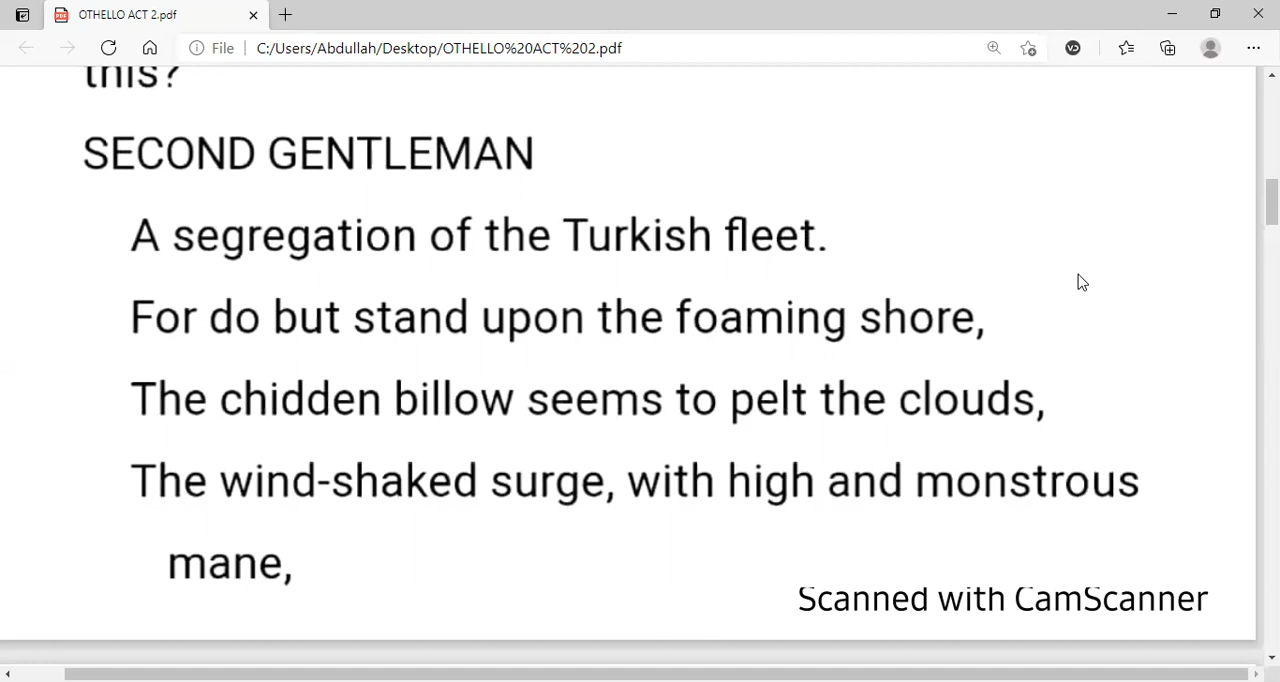 OTHELLO ACT 2.pdf
File
C:/Users/Abdullah/Desktop/OTHELLO%20ACT%202.pdf
this?
SECOND GENTLEMAN
A segregation of the Turkish fleet.
For do but stand upon the foaming shore,
The chidden billow seems to pelt the clouds,
The wind-shaked surge, with high and monstrous
mane,
Scanned with CamScanner